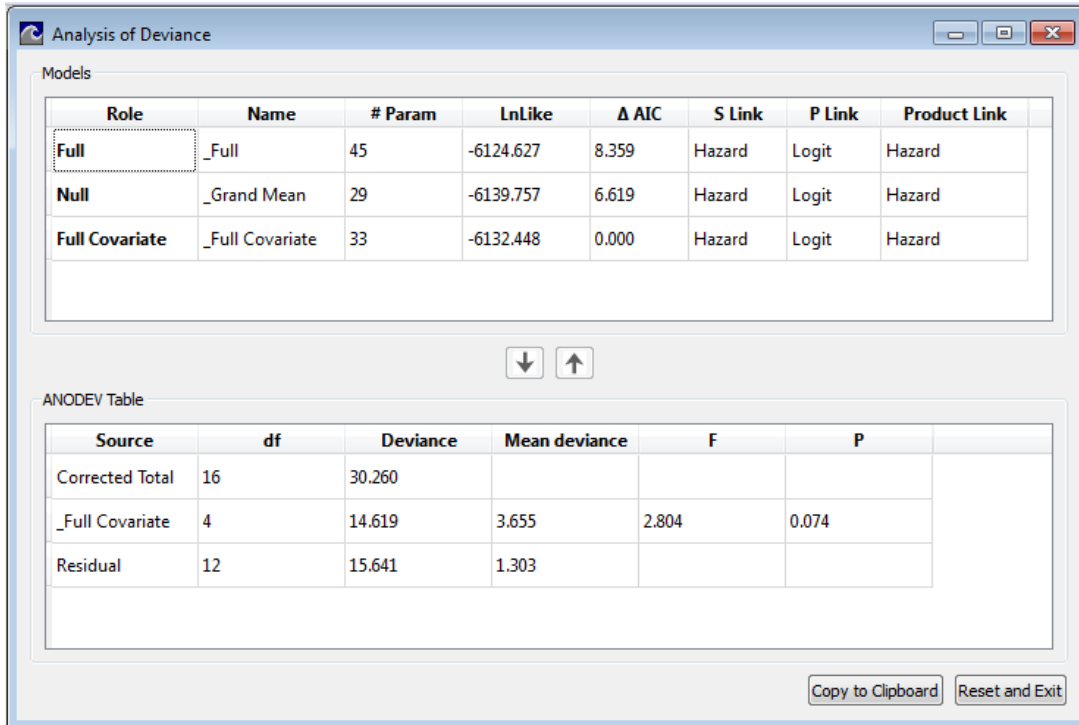 Analysis of Deviance
Models
Role Name # Param LnLike Δ AIC S Link P Link Product Link
Full _Full 45 -6124.627 8.359 Hazard Logit Hazard
Null _Grand Mean 29 -6139.757 6.619 Hazard Logit Hazard
Full Covariate _Full Covariate 33 -6132.448 0.000 Hazard Logit Hazard
ANODEV Table
Source df Deviance Mean deviance F P
Corrected Total 16 30.260
_Full Covariate 4 14.619 3.655 2.804 0.074
Residual 12 15.641 1.303
Copy to Clipboard Reset and Exit